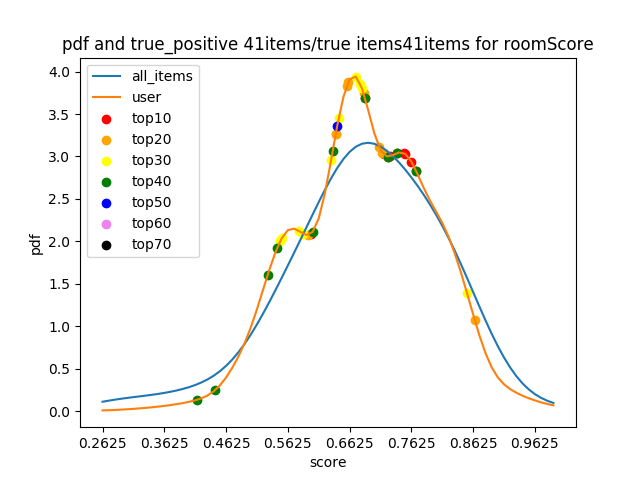 pdf and true_positive 41items/true items41items for roomScore
all_items
user
top10
top20
top30
top40
top50
top60
top70
4.0
3.5
3.0
2.5
2.0
1.5
1.0
0.5
0.0
pdf
0.2625 0.3625 0.4625 0.5625 0.6625 0.7625 0.8625 0.9625
score